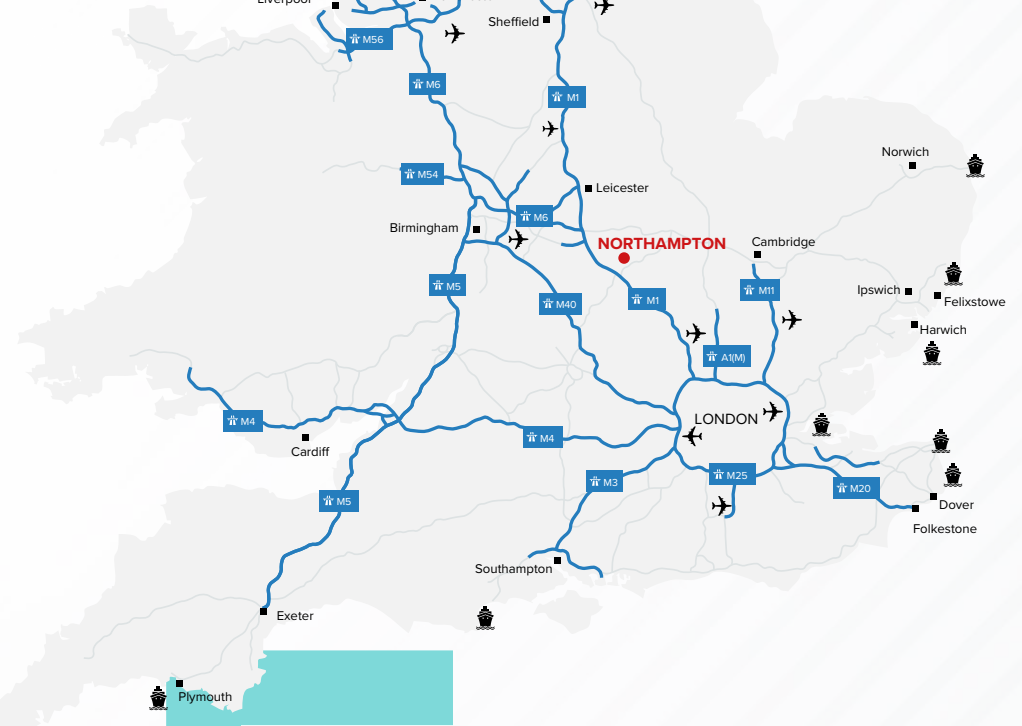 Liverpool
Sheffield
M56
M6
M1
Norwich
M54
Leicester
M6
Birmingham
NORTHAMPTON
Cambridge
M5
M40
M1
M11
Ipswich
Felixstowe
Harwich
A1(M)
M4
LONDON
M4
Cardiff
M3
M25
M20
M5
Dover
Folkestone
Southampton
Exeter
Plymouth